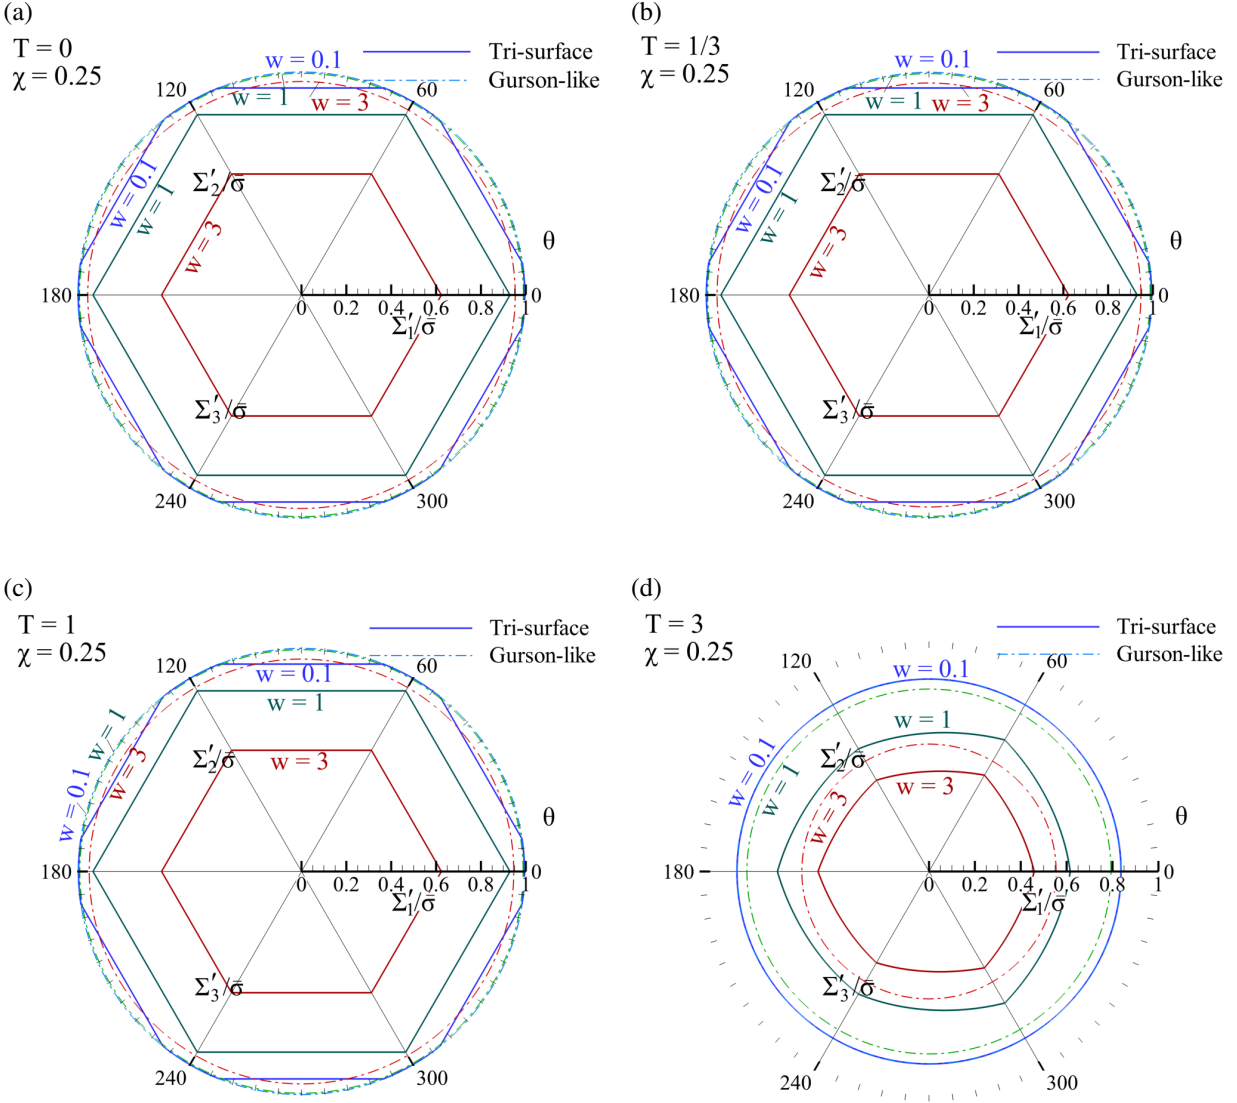 (a)
T = 0
χ = 0.25
w = 0.1
Tri-surface
Gurson-like
120
w = 1
w = 3
60
w = 0.1
w = 1
Σ′2/σ̄
w = 3
θ
180
0 0.2 0.4 0.6 0.8 1
0
Σ′1/σ̄
Σ′3/σ̄
240
300
(b)
T = 1/3
χ = 0.25
w = 0.1
Tri-surface
Gurson-like
120
w = 1
w = 3
60
w = 0.1
w = 1
Σ′2/σ̄
w = 3
θ
180
0 0.2 0.4 0.6 0.8 1
0
Σ′1/σ̄
Σ′3/σ̄
240
300
(c)
T = 1
χ = 0.25
Tri-surface
Gurson-like
120
w = 0.1
60
w = 1
w = 1
w = 3
w = 0.1
Σ′2/σ̄
w = 3
θ
180
0 0.2 0.4 0.6 0.8 1
0
Σ′1/σ̄
Σ′3/σ̄
240
300
(d)
T = 3
χ = 0.25
Tri-surface
Gurson-like
120
w = 0.1
60
w = 1
w = 0.1
w = 1
w = 3
Σ′2/σ̄
w = 3
θ
180
0 0.2 0.4 0.6 0.8 1
0
Σ′1/σ̄
Σ′3/σ̄
240
300